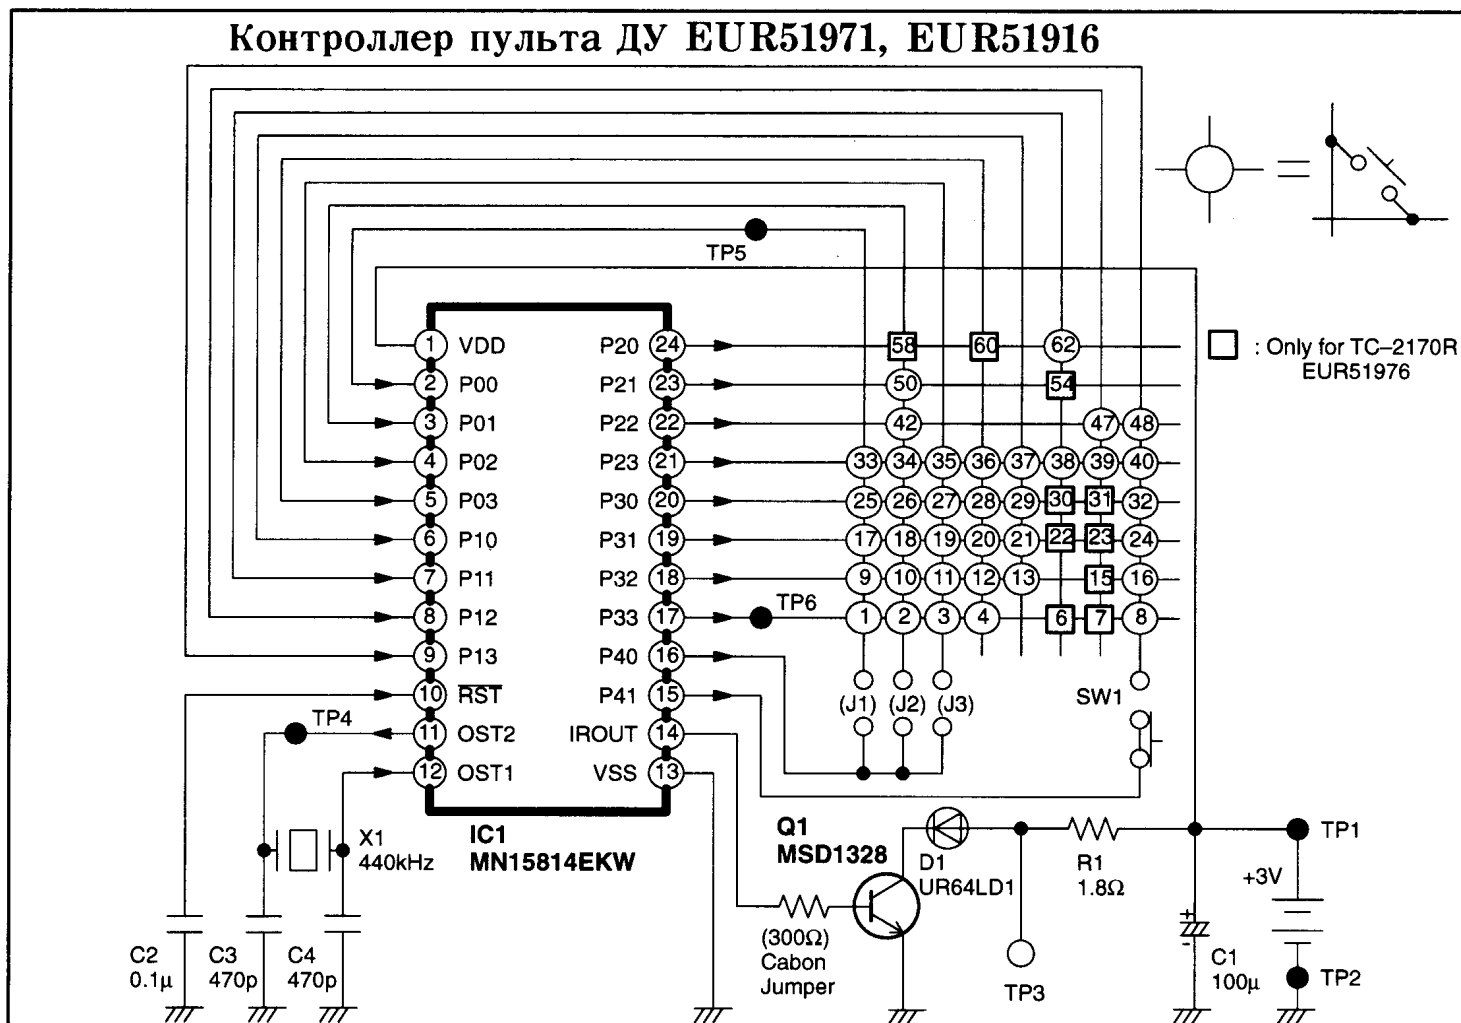 Контроллер пульта ДУ EUR51971, EUR51916
TP5
1 VDD P20 24 58 60 62
: Only for TC–2170R
EUR51976
2 P00 P21 23 50 54
3 P01 P22 22 42 47 48
4 P02 P23 21 33 34 35 36 37 38 39 40
5 P03 P30 20 25 26 27 28 29 30 31 32
6 P10 P31 19 17 18 19 20 21 22 23 24
7 P11 P32 18 9 10 11 12 13 15 16
8 P12 P33 17 TP6 1 2 3 4 6 7 8
9 P13 P40 16
10 RST P41 15 (J1) (J2) (J3) SW1
TP4
11 OST2 IROUT 14
12 OST1 VSS 13
X1
440kHz
IC1
MN15814EKW
Q1
MSD1328
D1
UR64LD1
R1
1.8Ω
TP1
+3V
+
-
(300Ω)
Cabon
Jumper
TP3
C1
100μ
TP2
C2
0.1μ
C3
470p
C4
470p